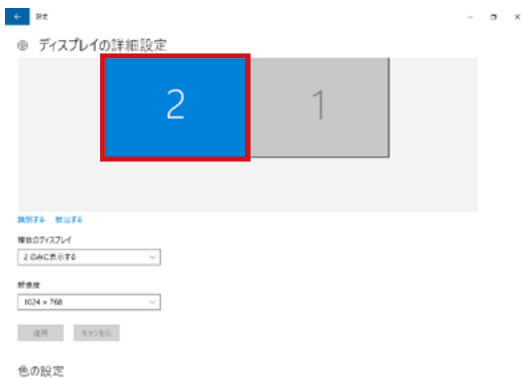 設定
ディスプレイの詳細設定
2 1
識別する 検出する
複数のディスプレイ
2 のみに表示する
解像度
1024 × 768
適用 キャンセル
色の設定